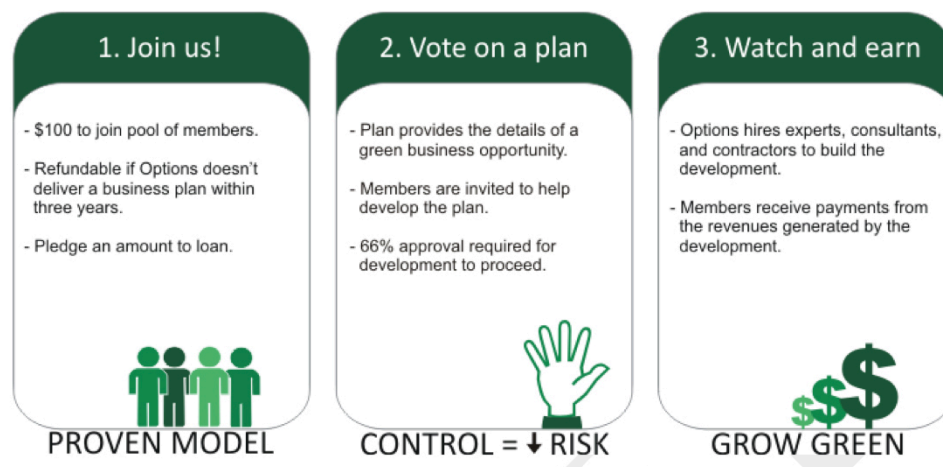 1. Join us!
- $100 to join pool of members.
- Refundable if Options doesn't
deliver a business plan within
three years.
- Pledge an amount to loan.
PROVEN MODEL
2. Vote on a plan
- Plan provides the details of a
green business opportunity.
- Members are invited to help
develop the plan.
- 66% approval required for
development to proceed.
CONTROL = ↓ RISK
3. Watch and earn
- Options hires experts, consultants,
and contractors to build the
development.
- Members receive payments from
the revenues generated by the
development.
$$$
GROW GREEN